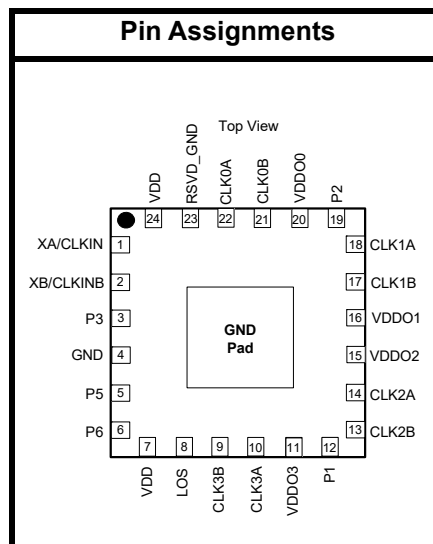 Pin Assignments
Top View
VDD
RSVD_GND
CLK0A
CLK0B
VDDO0
P2
24
23
22
21
20
19
XA/CLKIN 1
XB/CLKINB 2
P3 3
GND 4
P5 5
P6 6
18 CLK1A
17 CLK1B
16 VDDO1
15 VDDO2
14 CLK2A
13 CLK2B
GND
Pad
7
8
9
10
11
12
VDD
LOS
CLK3B
CLK3A
VDDO3
P1